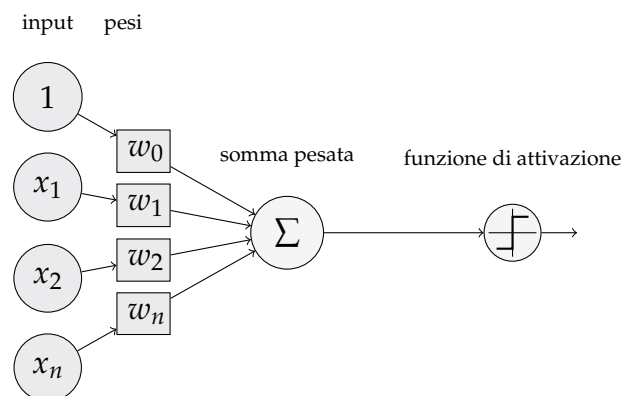 input pesi
1
w₀
somma pesata
funzione di attivazione
x₁
w₁
Σ
x₂
w₂
wₙ
xₙ